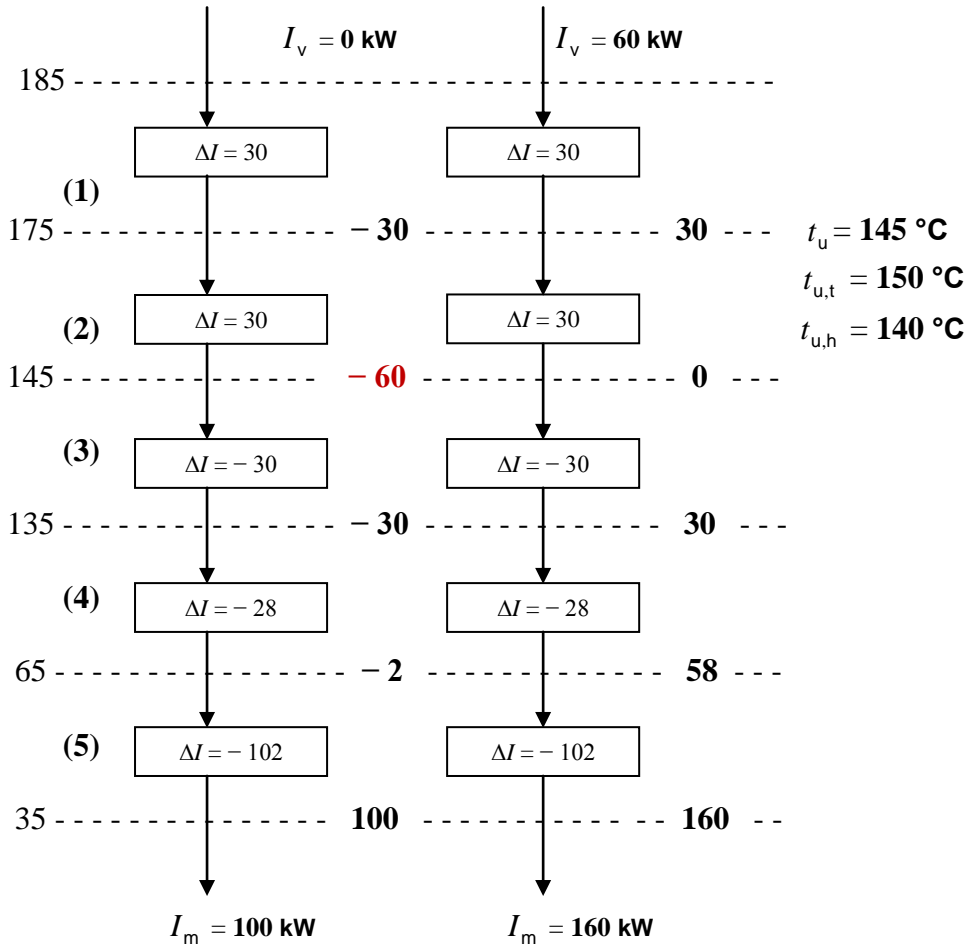 I_v = 0 kW I_v = 60 kW
185
ΔI = 30 ΔI = 30
(1)
175 − 30 30 t_u = 145 °C
t_u,t = 150 °C
(2) ΔI = 30 ΔI = 30
t_u,h = 140 °C
145 − 60 0
(3) ΔI = − 30 ΔI = − 30
135 − 30 30
(4) ΔI = − 28 ΔI = − 28
65 − 2 58
(5) ΔI = − 102 ΔI = − 102
35 100 160
I_m = 100 kW I_m = 160 kW